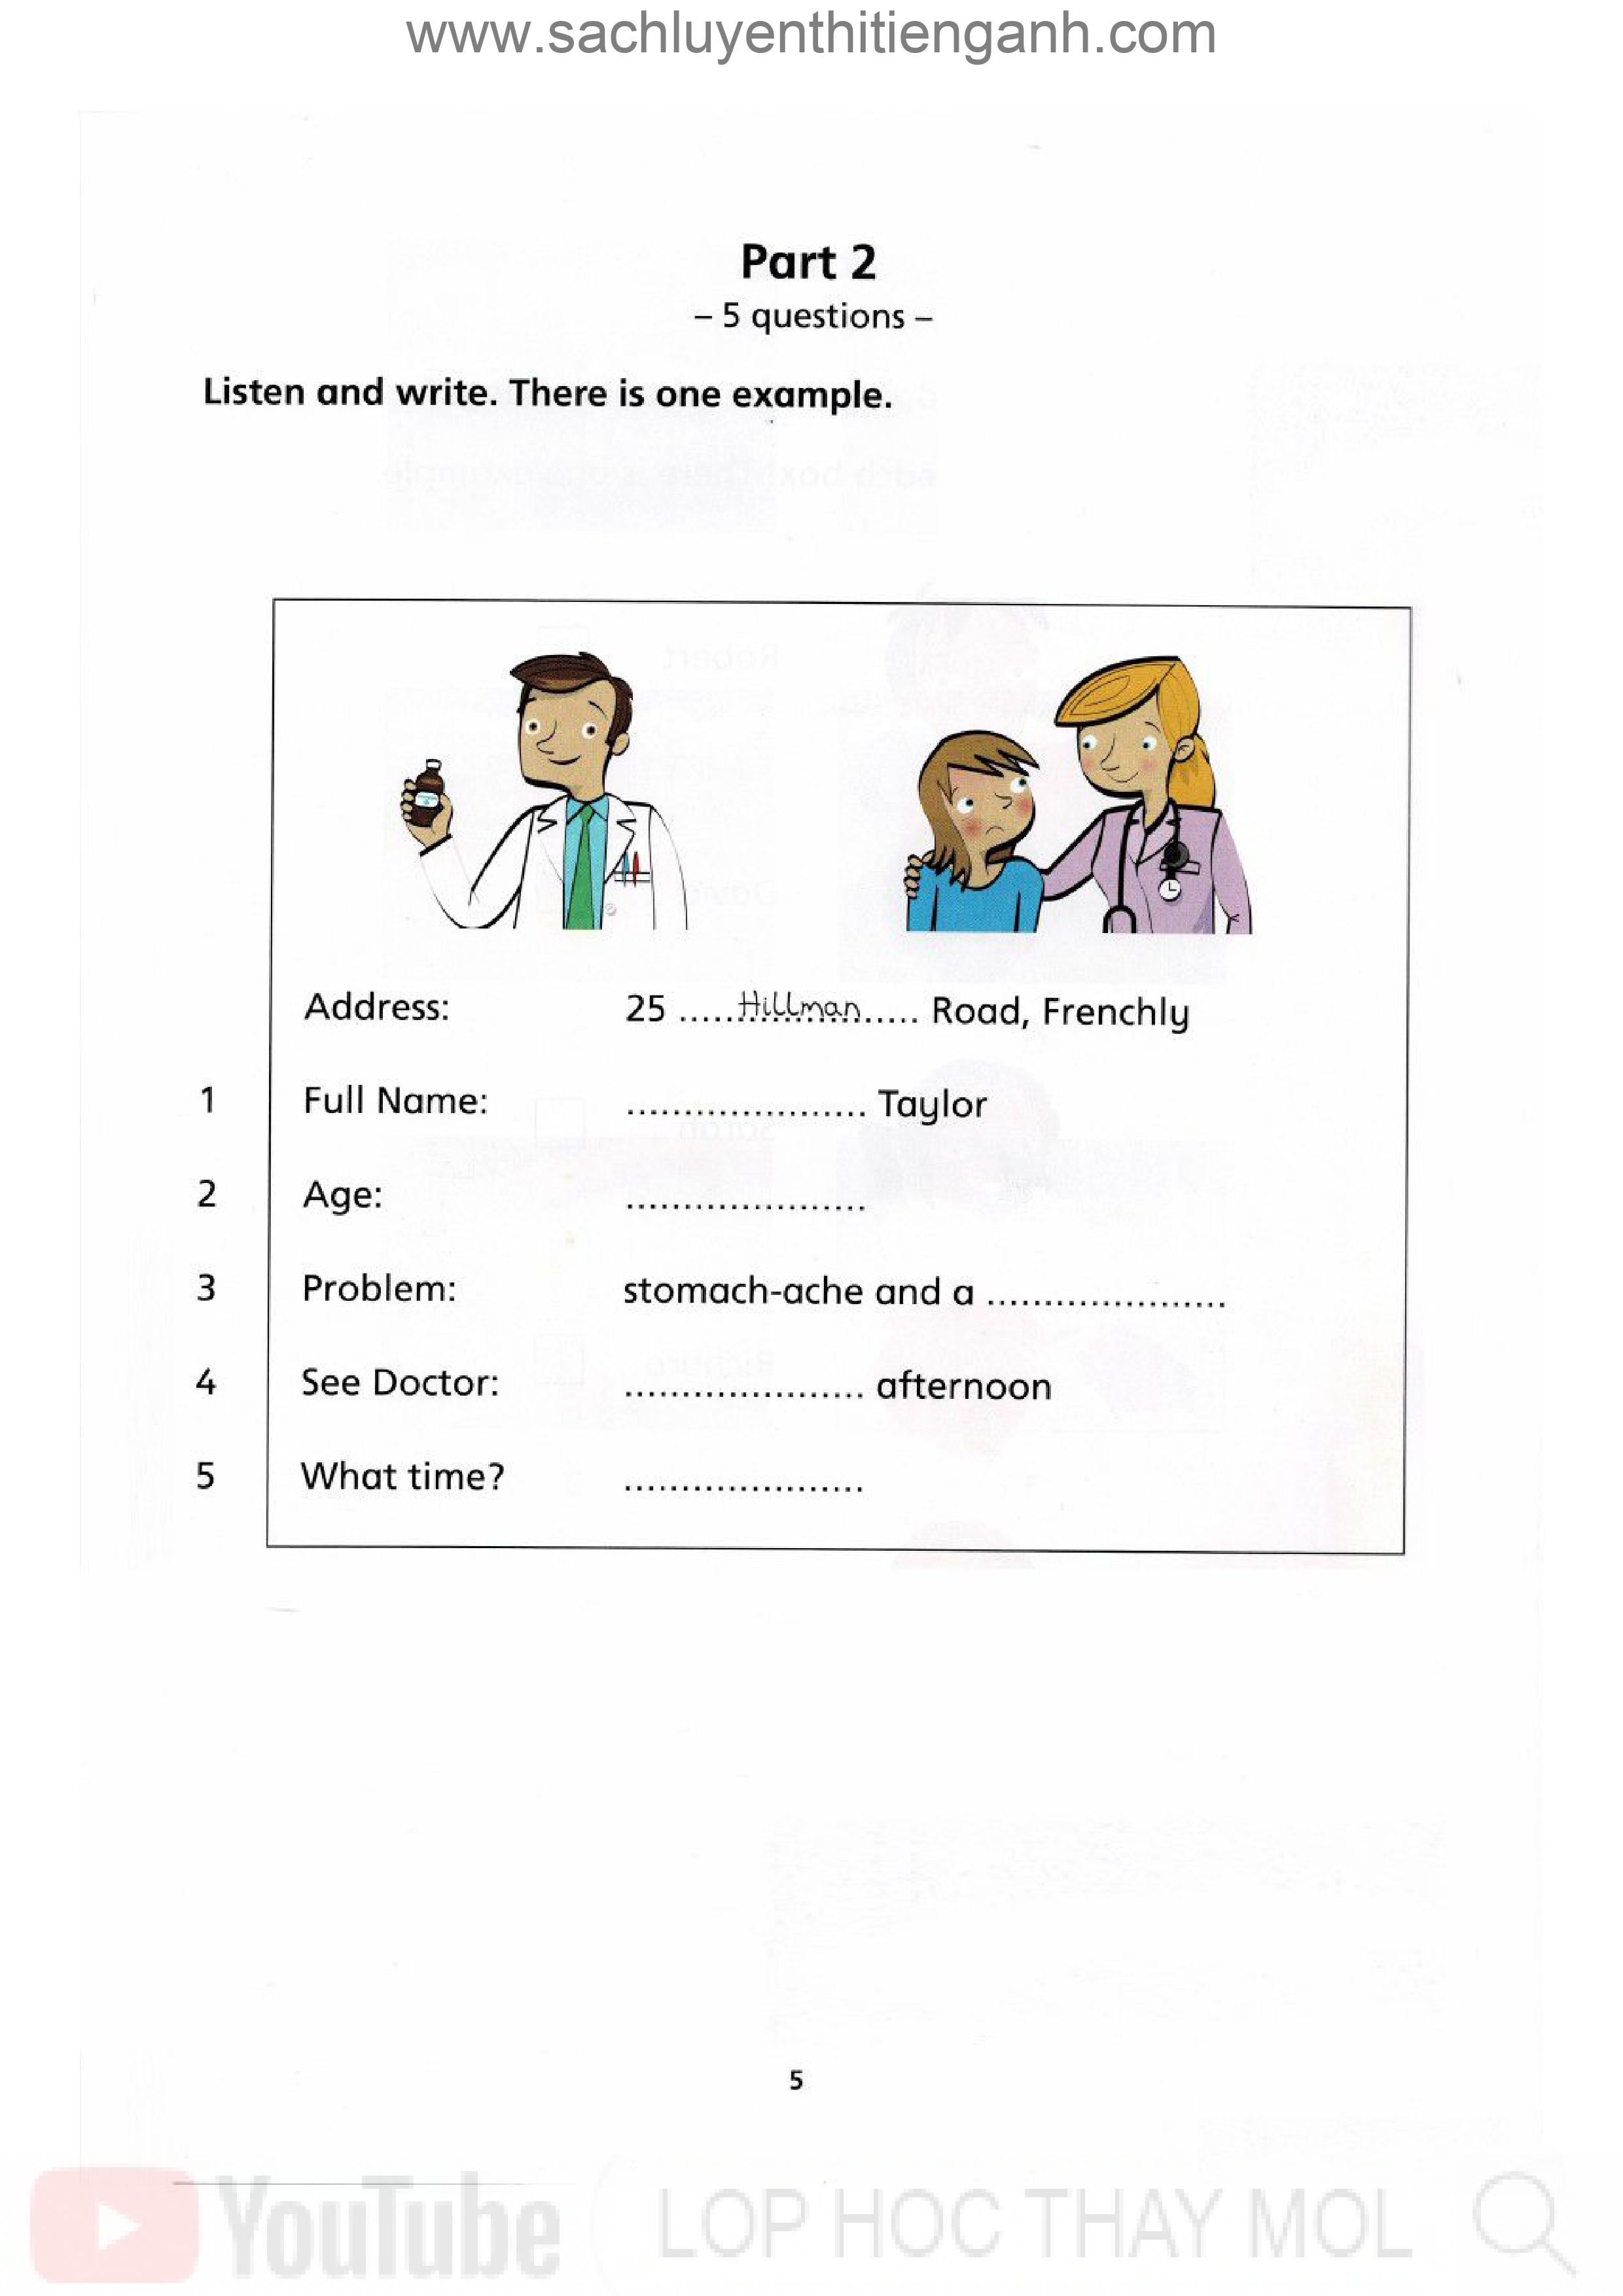 www.sachluyenthitienganh.com
Part 2
– 5 questions –
Listen and write. There is one example.
Address: 25 .....Hillman..... Road, Frenchly
1 Full Name: ..................... Taylor
2 Age: .....................
3 Problem: stomach-ache and a .....................
4 See Doctor: ..................... afternoon
5 What time? .....................
5
YouTube LOP HOC THAY MOL